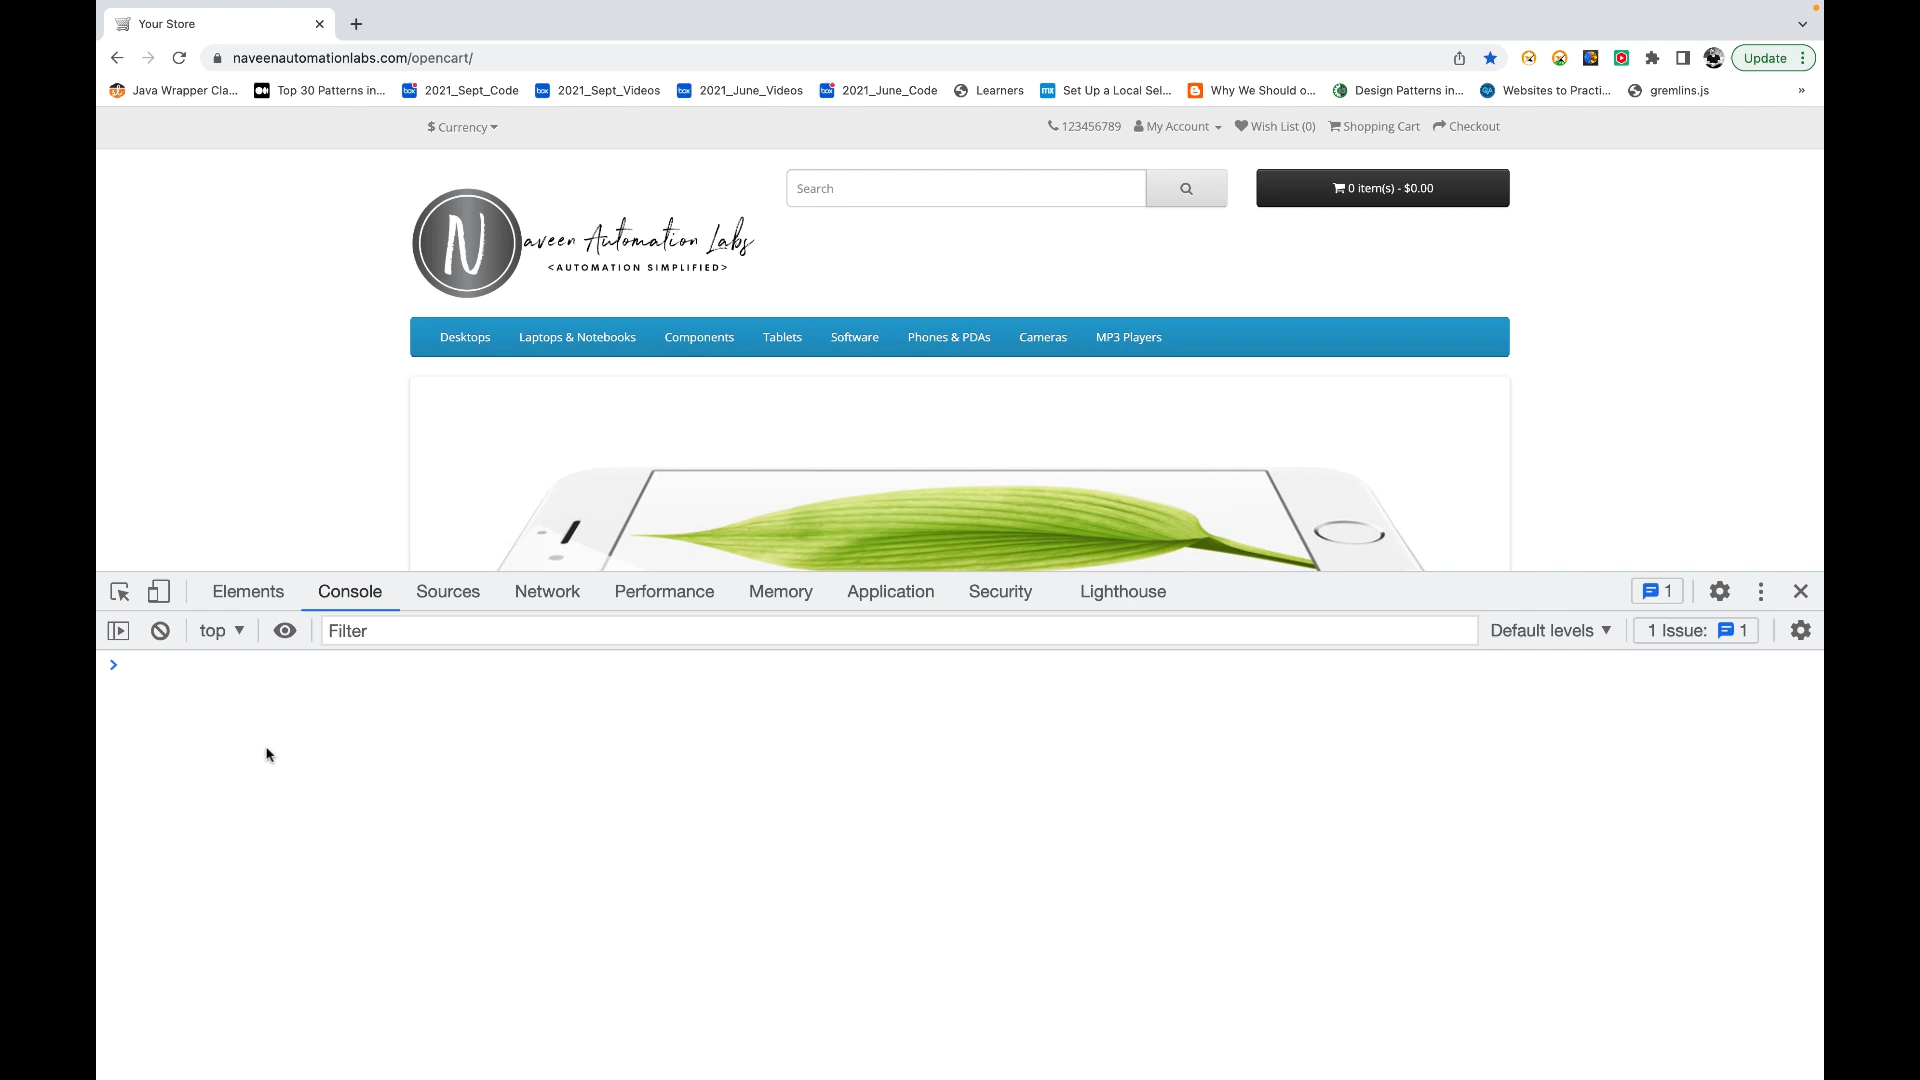 Your Store
naveenautomationlabs.com/opencart/
Update
Java Wrapper Cla...
Top 30 Patterns in...
2021_Sept_Code
2021_Sept_Videos
2021_June_Videos
2021_June_Code
Learners
Set Up a Local Sel...
Why We Should o...
Design Patterns in...
Websites to Practi...
gremlins.js
»
$ Currency
123456789
My Account
Wish List (0)
Shopping Cart
Checkout
Search
0 item(s) - $0.00
N
aveen Automation Labs
<AUTOMATION SIMPLIFIED>
Desktops
Laptops & Notebooks
Components
Tablets
Software
Phones & PDAs
Cameras
MP3 Players
Elements
Console
Sources
Network
Performance
Memory
Application
Security
Lighthouse
1
top
Filter
Default levels
1 Issue: 1